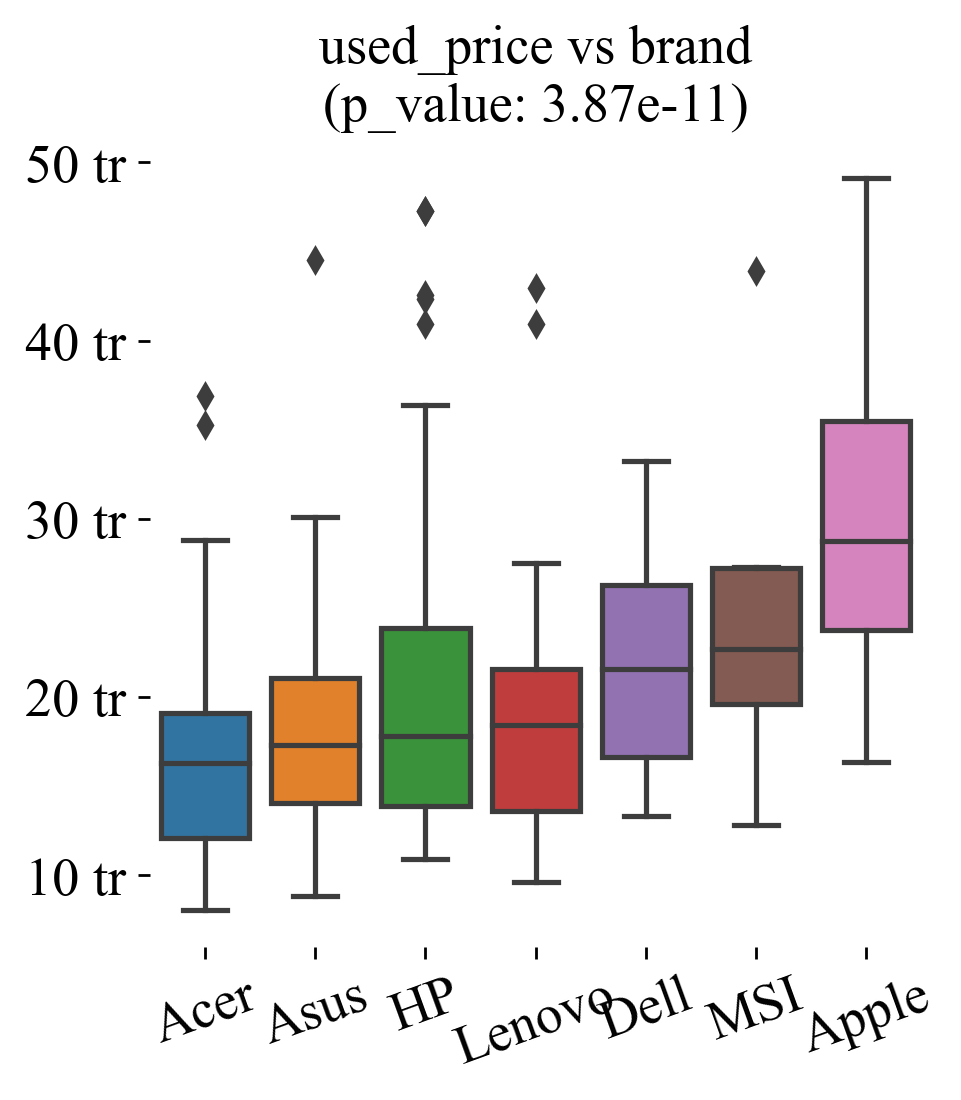 used_price vs brand
(p_value: 3.87e-11)
50 tr
40 tr
30 tr
20 tr
10 tr
Acer
Asus
HP
Lenovo
Dell
MSI
Apple